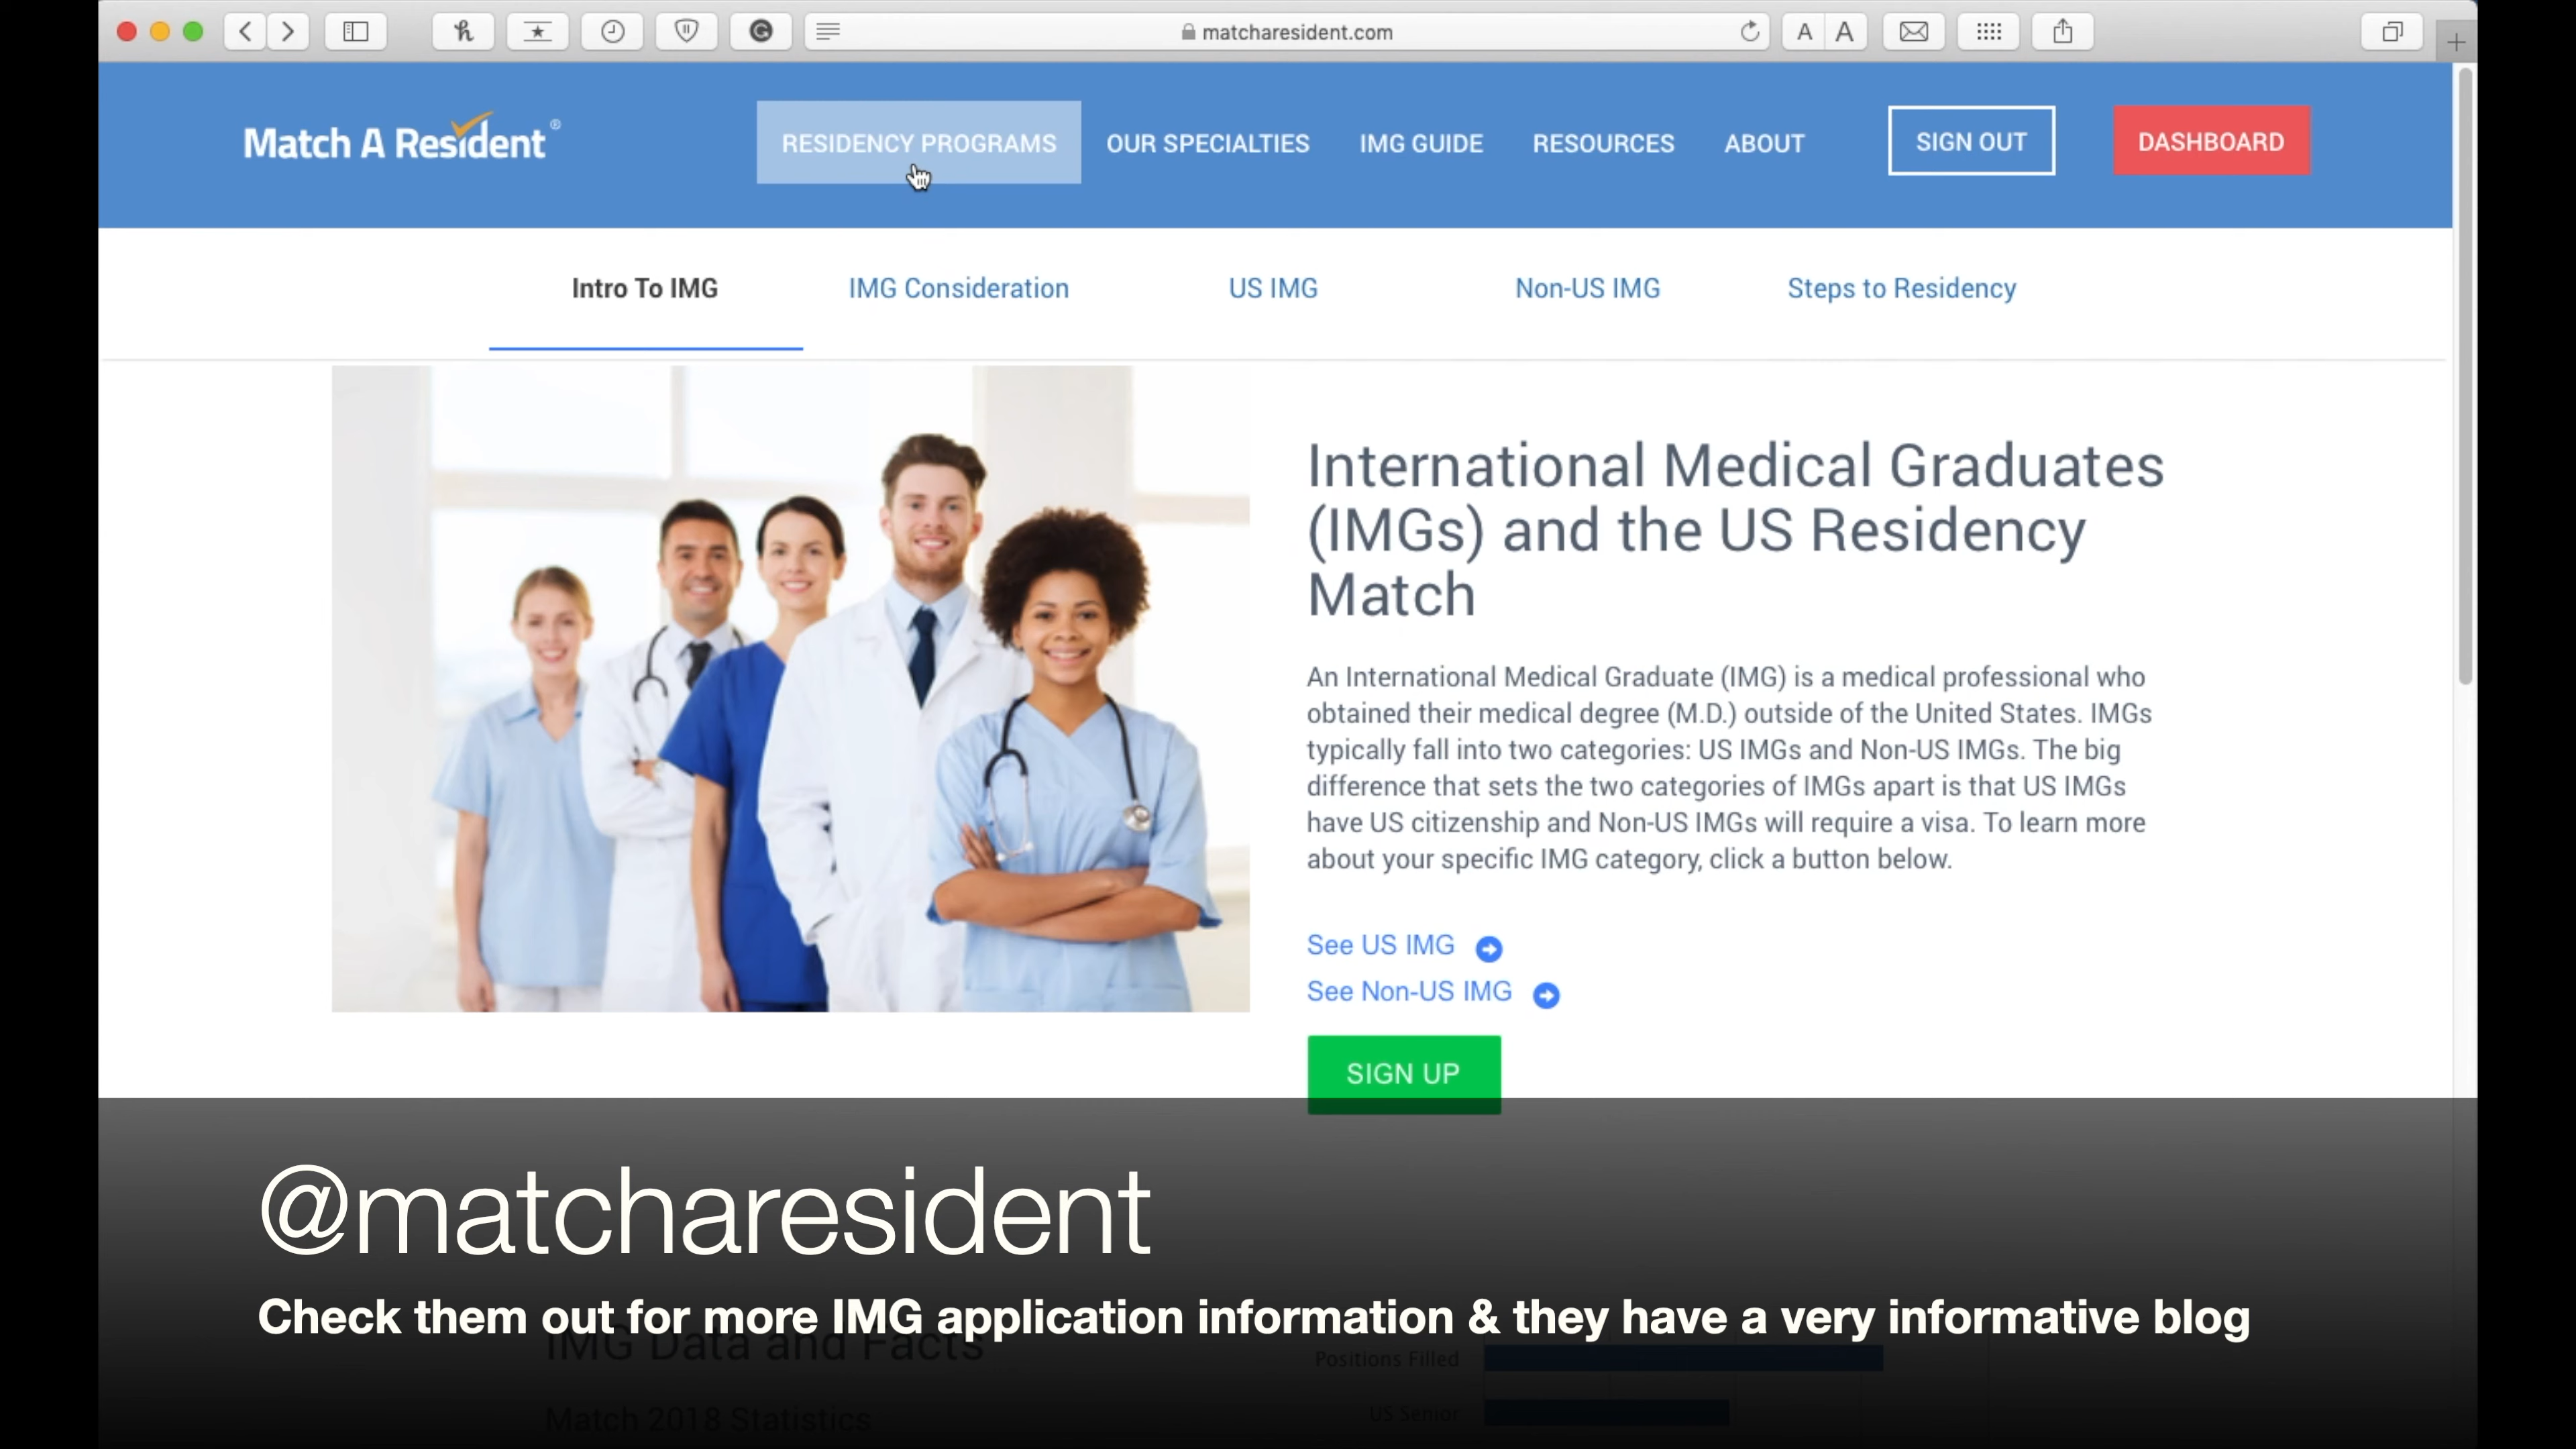 matcharesident.com
A A
Match A Resident®
RESIDENCY PROGRAMS
OUR SPECIALTIES
IMG GUIDE
RESOURCES
ABOUT
SIGN OUT
DASHBOARD
Intro To IMG
IMG Consideration
US IMG
Non-US IMG
Steps to Residency
International Medical Graduates
(IMGs) and the US Residency
Match
An International Medical Graduate (IMG) is a medical professional who
obtained their medical degree (M.D.) outside of the United States. IMGs
typically fall into two categories: US IMGs and Non-US IMGs. The big
difference that sets the two categories of IMGs apart is that US IMGs
have US citizenship and Non-US IMGs will require a visa. To learn more
about your specific IMG category, click a button below.
See US IMG
See Non-US IMG
SIGN UP
@matcharesident
Check them out for more IMG application information & they have a very informative blog
IMG Data and Facts
Positions Filled
Match 2018 Statistics
US Senior